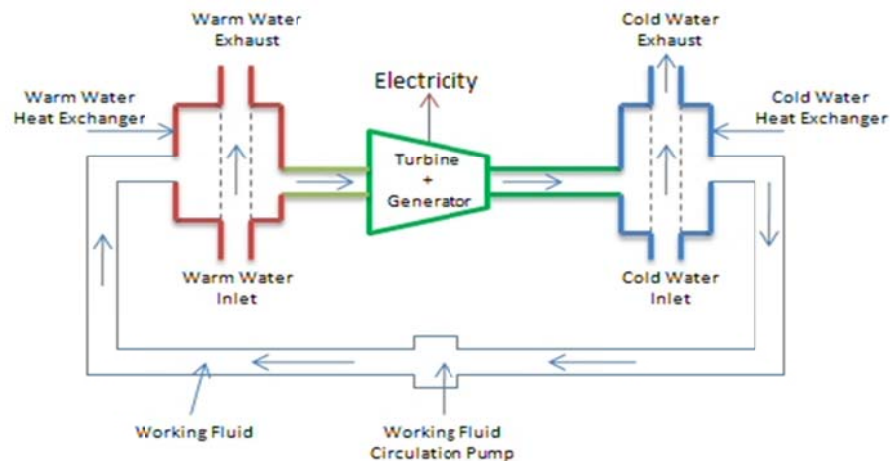 Warm Water
Exhaust
Cold Water
Exhaust
Electricity
Warm Water
Heat Exchanger
Cold Water
Heat Exchanger
Turbine
+
Generator
Warm Water
Inlet
Cold Water
Inlet
Working Fluid
Working Fluid
Circulation Pump